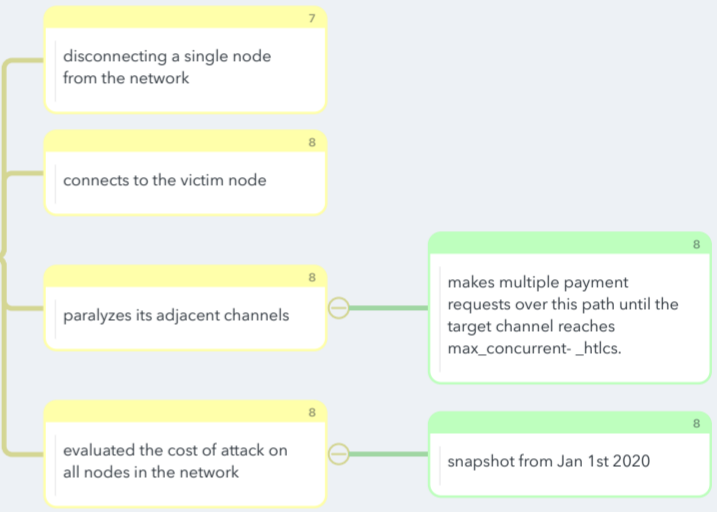 7
disconnecting a single node
from the network
8
connects to the victim node
8
paralyzes its adjacent channels
8
makes multiple payment
requests over this path until the
target channel reaches
max_concurrent- _htlcs.
8
evaluated the cost of attack on
all nodes in the network
8
snapshot from Jan 1st 2020